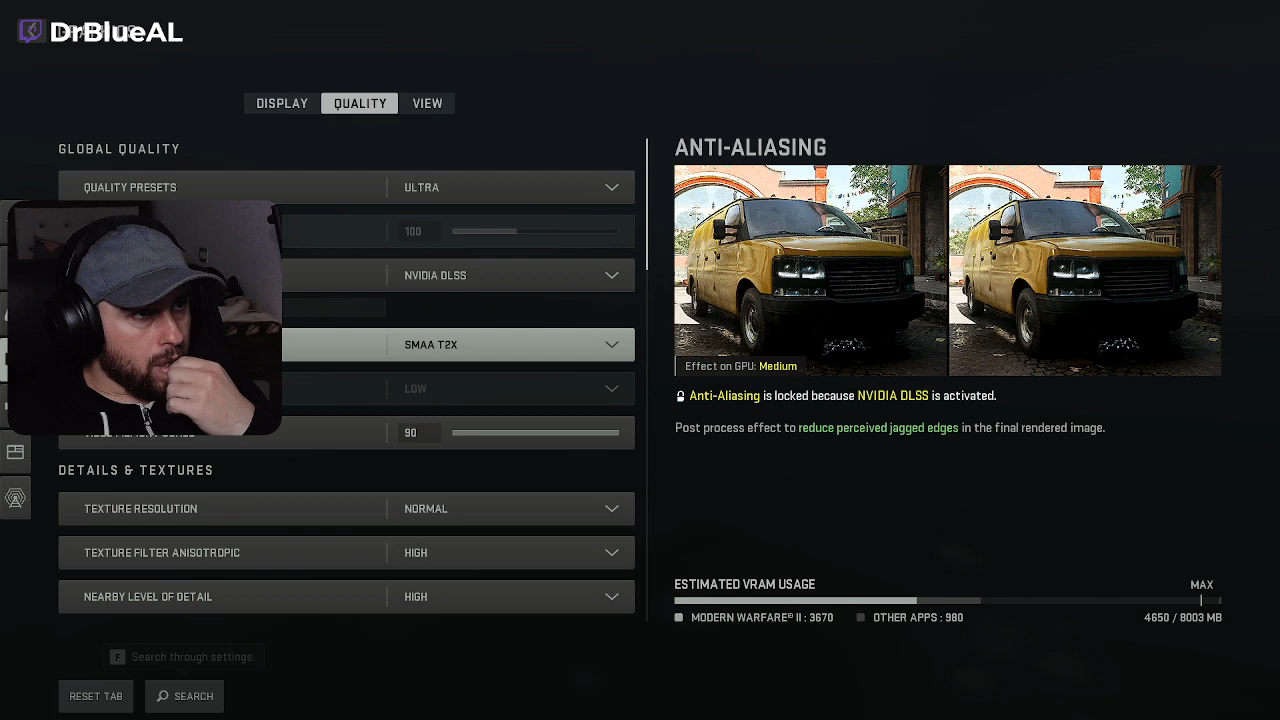 DrBlueAL
DISPLAY QUALITY VIEW
GLOBAL QUALITY
QUALITY PRESETS ULTRA
100
NVIDIA DLSS
SMAA T2X
LOW
90
DETAILS & TEXTURES
TEXTURE RESOLUTION NORMAL
TEXTURE FILTER ANISOTROPIC HIGH
NEARBY LEVEL OF DETAIL HIGH
F Search through settings.
RESET TAB SEARCH
ANTI-ALIASING
Effect on GPU: Medium
Anti-Aliasing is locked because NVIDIA DLSS is activated.
Post process effect to reduce perceived jagged edges in the final rendered image.
ESTIMATED VRAM USAGE MAX
MODERN WARFARE® II : 3670 OTHER APPS : 980 4650 / 8003 MB